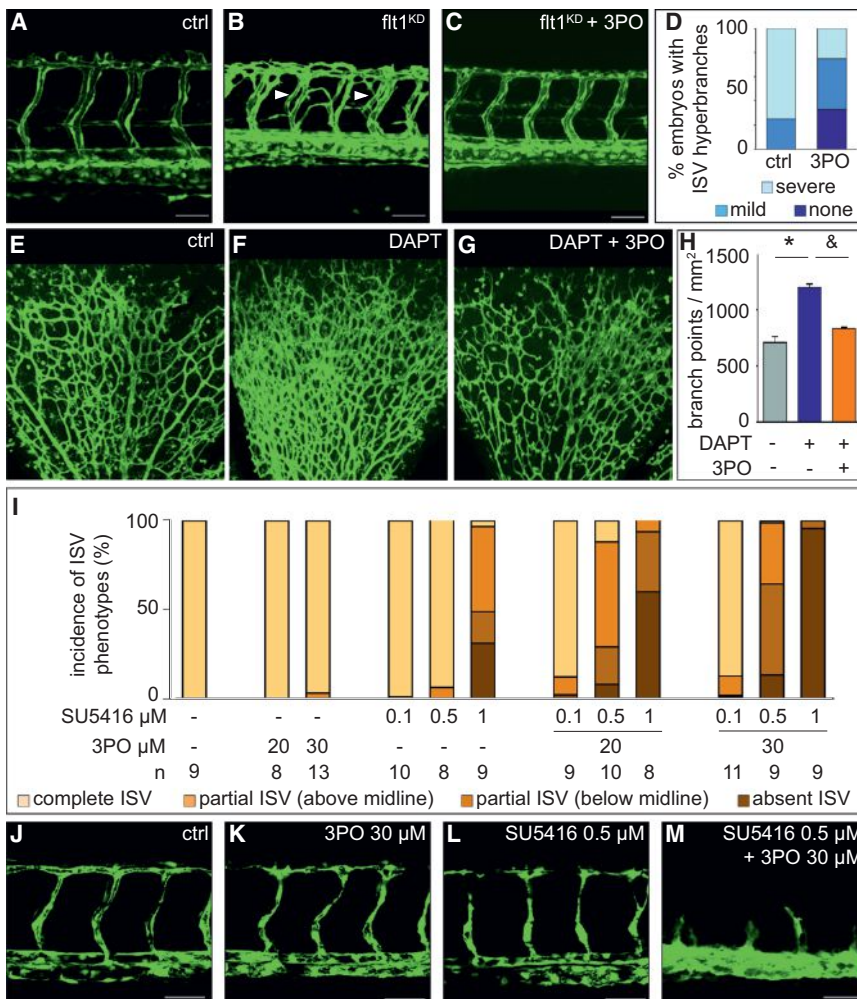 A
ctrl
B
flt1KD
C
flt1KD + 3PO
D
% embryos with
ISV hyperbranches
100
50
0
ctrl
3PO
severe
mild
none
E
ctrl
F
DAPT
G
DAPT + 3PO
H
branch points / mm2
1500
1000
500
0
*
&
DAPT - + +
3PO - - +
I
incidence of ISV
phenotypes (%)
100
50
0
SU5416 µM - - - 0.1 0.5 1 0.1 0.5 1 0.1 0.5 1
3PO µM - 20 30 - - - 20 30
n 9 8 13 10 8 9 9 10 8 11 9 9
complete ISV
partial ISV (above midline)
partial ISV (below midline)
absent ISV
J
ctrl
K
3PO 30 µM
L
SU5416 0.5 µM
M
SU5416 0.5 µM
+ 3PO 30 µM